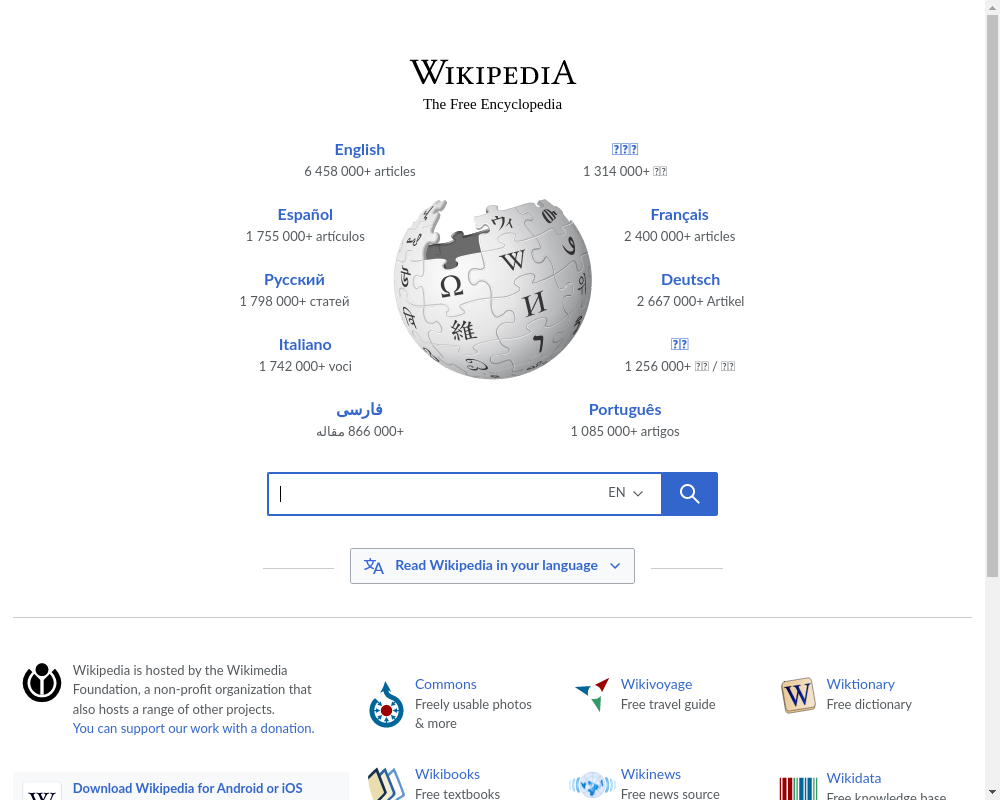 WIKIPEDIA
The Free Encyclopedia
English
6 458 000+ articles
1 314 000+
Español
1 755 000+ artículos
Français
2 400 000+ articles
Русский
1 798 000+ статей
Deutsch
2 667 000+ Artikel
Italiano
1 742 000+ voci
1 256 000+ /
فارسی
866 000+ مقاله
Português
1 085 000+ artigos
Ω
W
ウィ
И
維
EN
Read Wikipedia in your language
Wikipedia is hosted by the Wikimedia
Foundation, a non-profit organization that
also hosts a range of other projects.
You can support our work with a donation.
Download Wikipedia for Android or iOS
W
Commons
Freely usable photos
& more
Wikivoyage
Free travel guide
W
Wiktionary
Free dictionary
Wikibooks
Free textbooks
Wikinews
Free news source
Wikidata
Free knowledge base